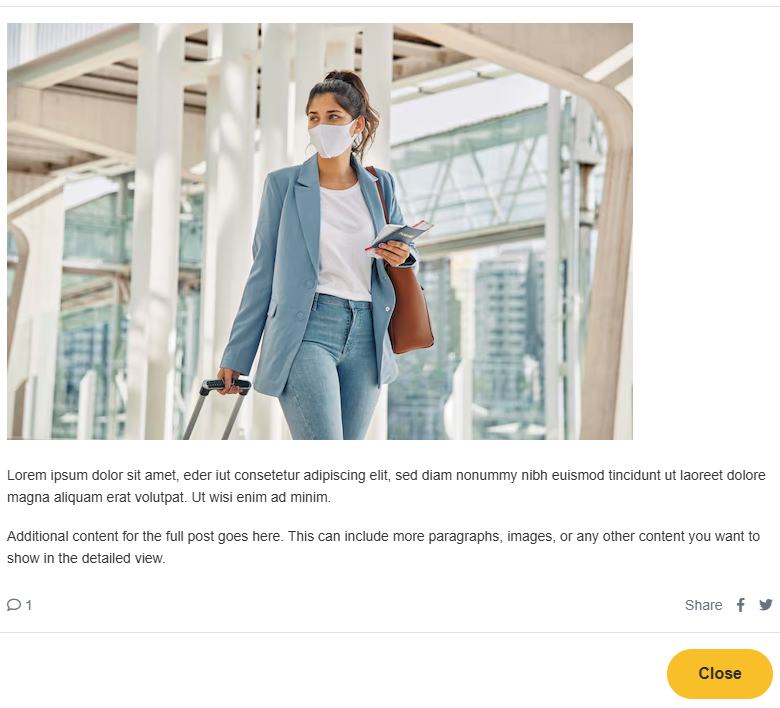 Lorem ipsum dolor sit amet, eder iut consetetur adipiscing elit, sed diam nonummy nibh euismod tincidunt ut laoreet dolore
magna aliquam erat volutpat. Ut wisi enim ad minim.
Additional content for the full post goes here. This can include more paragraphs, images, or any other content you want to
show in the detailed view.
1
Share
Close